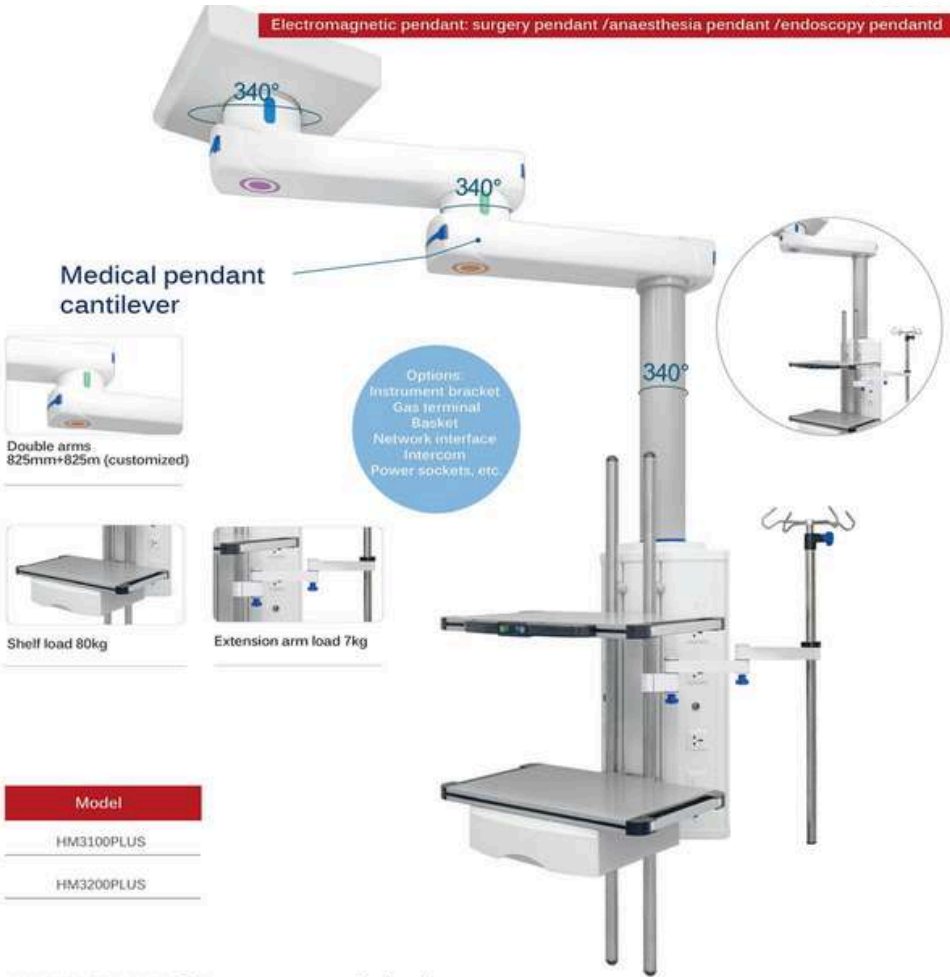 Electromagnetic pendant: surgery pendant /anaesthesia pendant /endoscopy pendantd
340°
340°
Medical pendant
cantilever
340°
Options:
Instrument bracket
Gas terminal
Basket
Network interface
Intercom
Power sockets, etc.
Double arms
825mm+825m (customized)
Shelf load 80kg
Extension arm load 7kg
Model
HM3100PLUS
HM3200PLUS